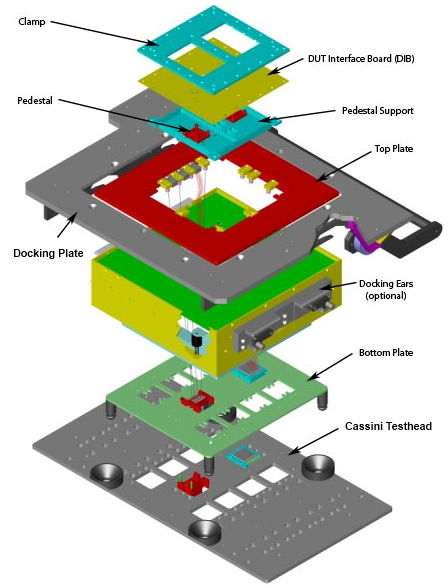 Clamp
DUT Interface Board (DIB)
Pedestal
Pedestal Support
Top Plate
Docking Plate
Docking Ears
(optional)
Bottom Plate
Cassini Testhead